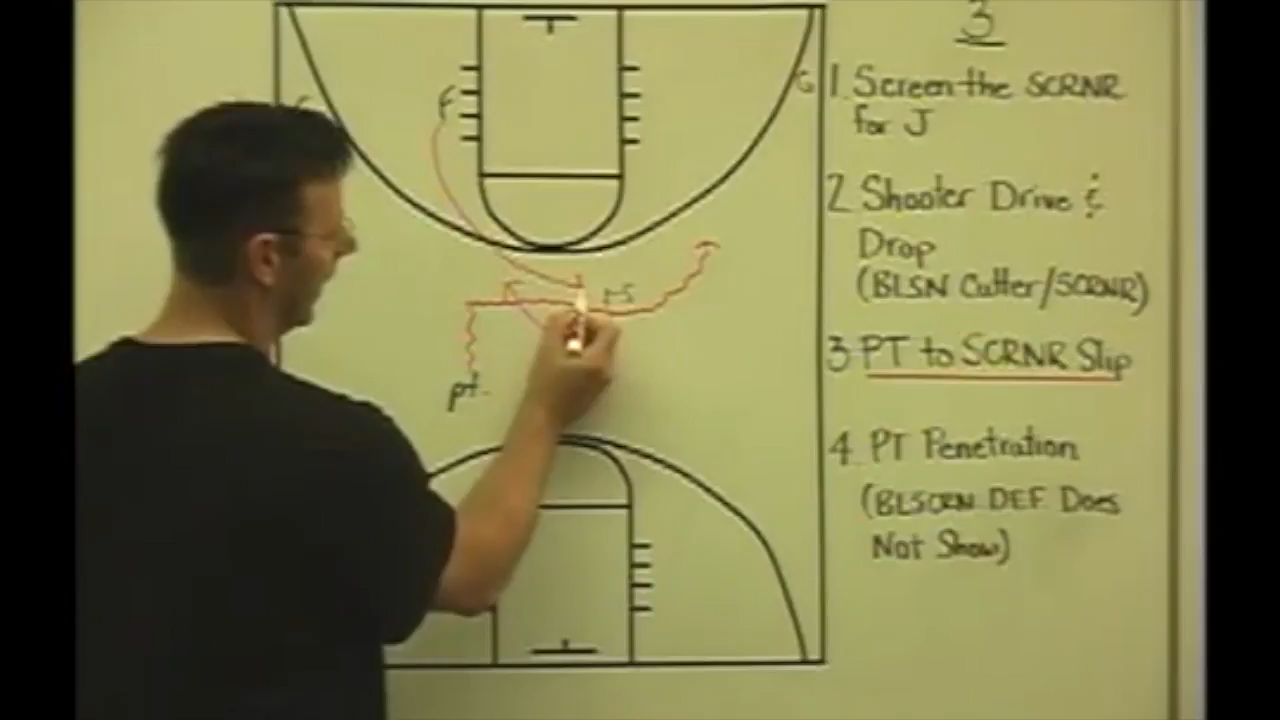 3
1. Screen the SCRNR
for J
2. Shooter Drive &
Drop
(BLSN Cutter/SCRNR)
3 PT to SCRNR Slip
4. PT Penetration
(BLSCRN DEF Does
Not Show)
F
G
pt.